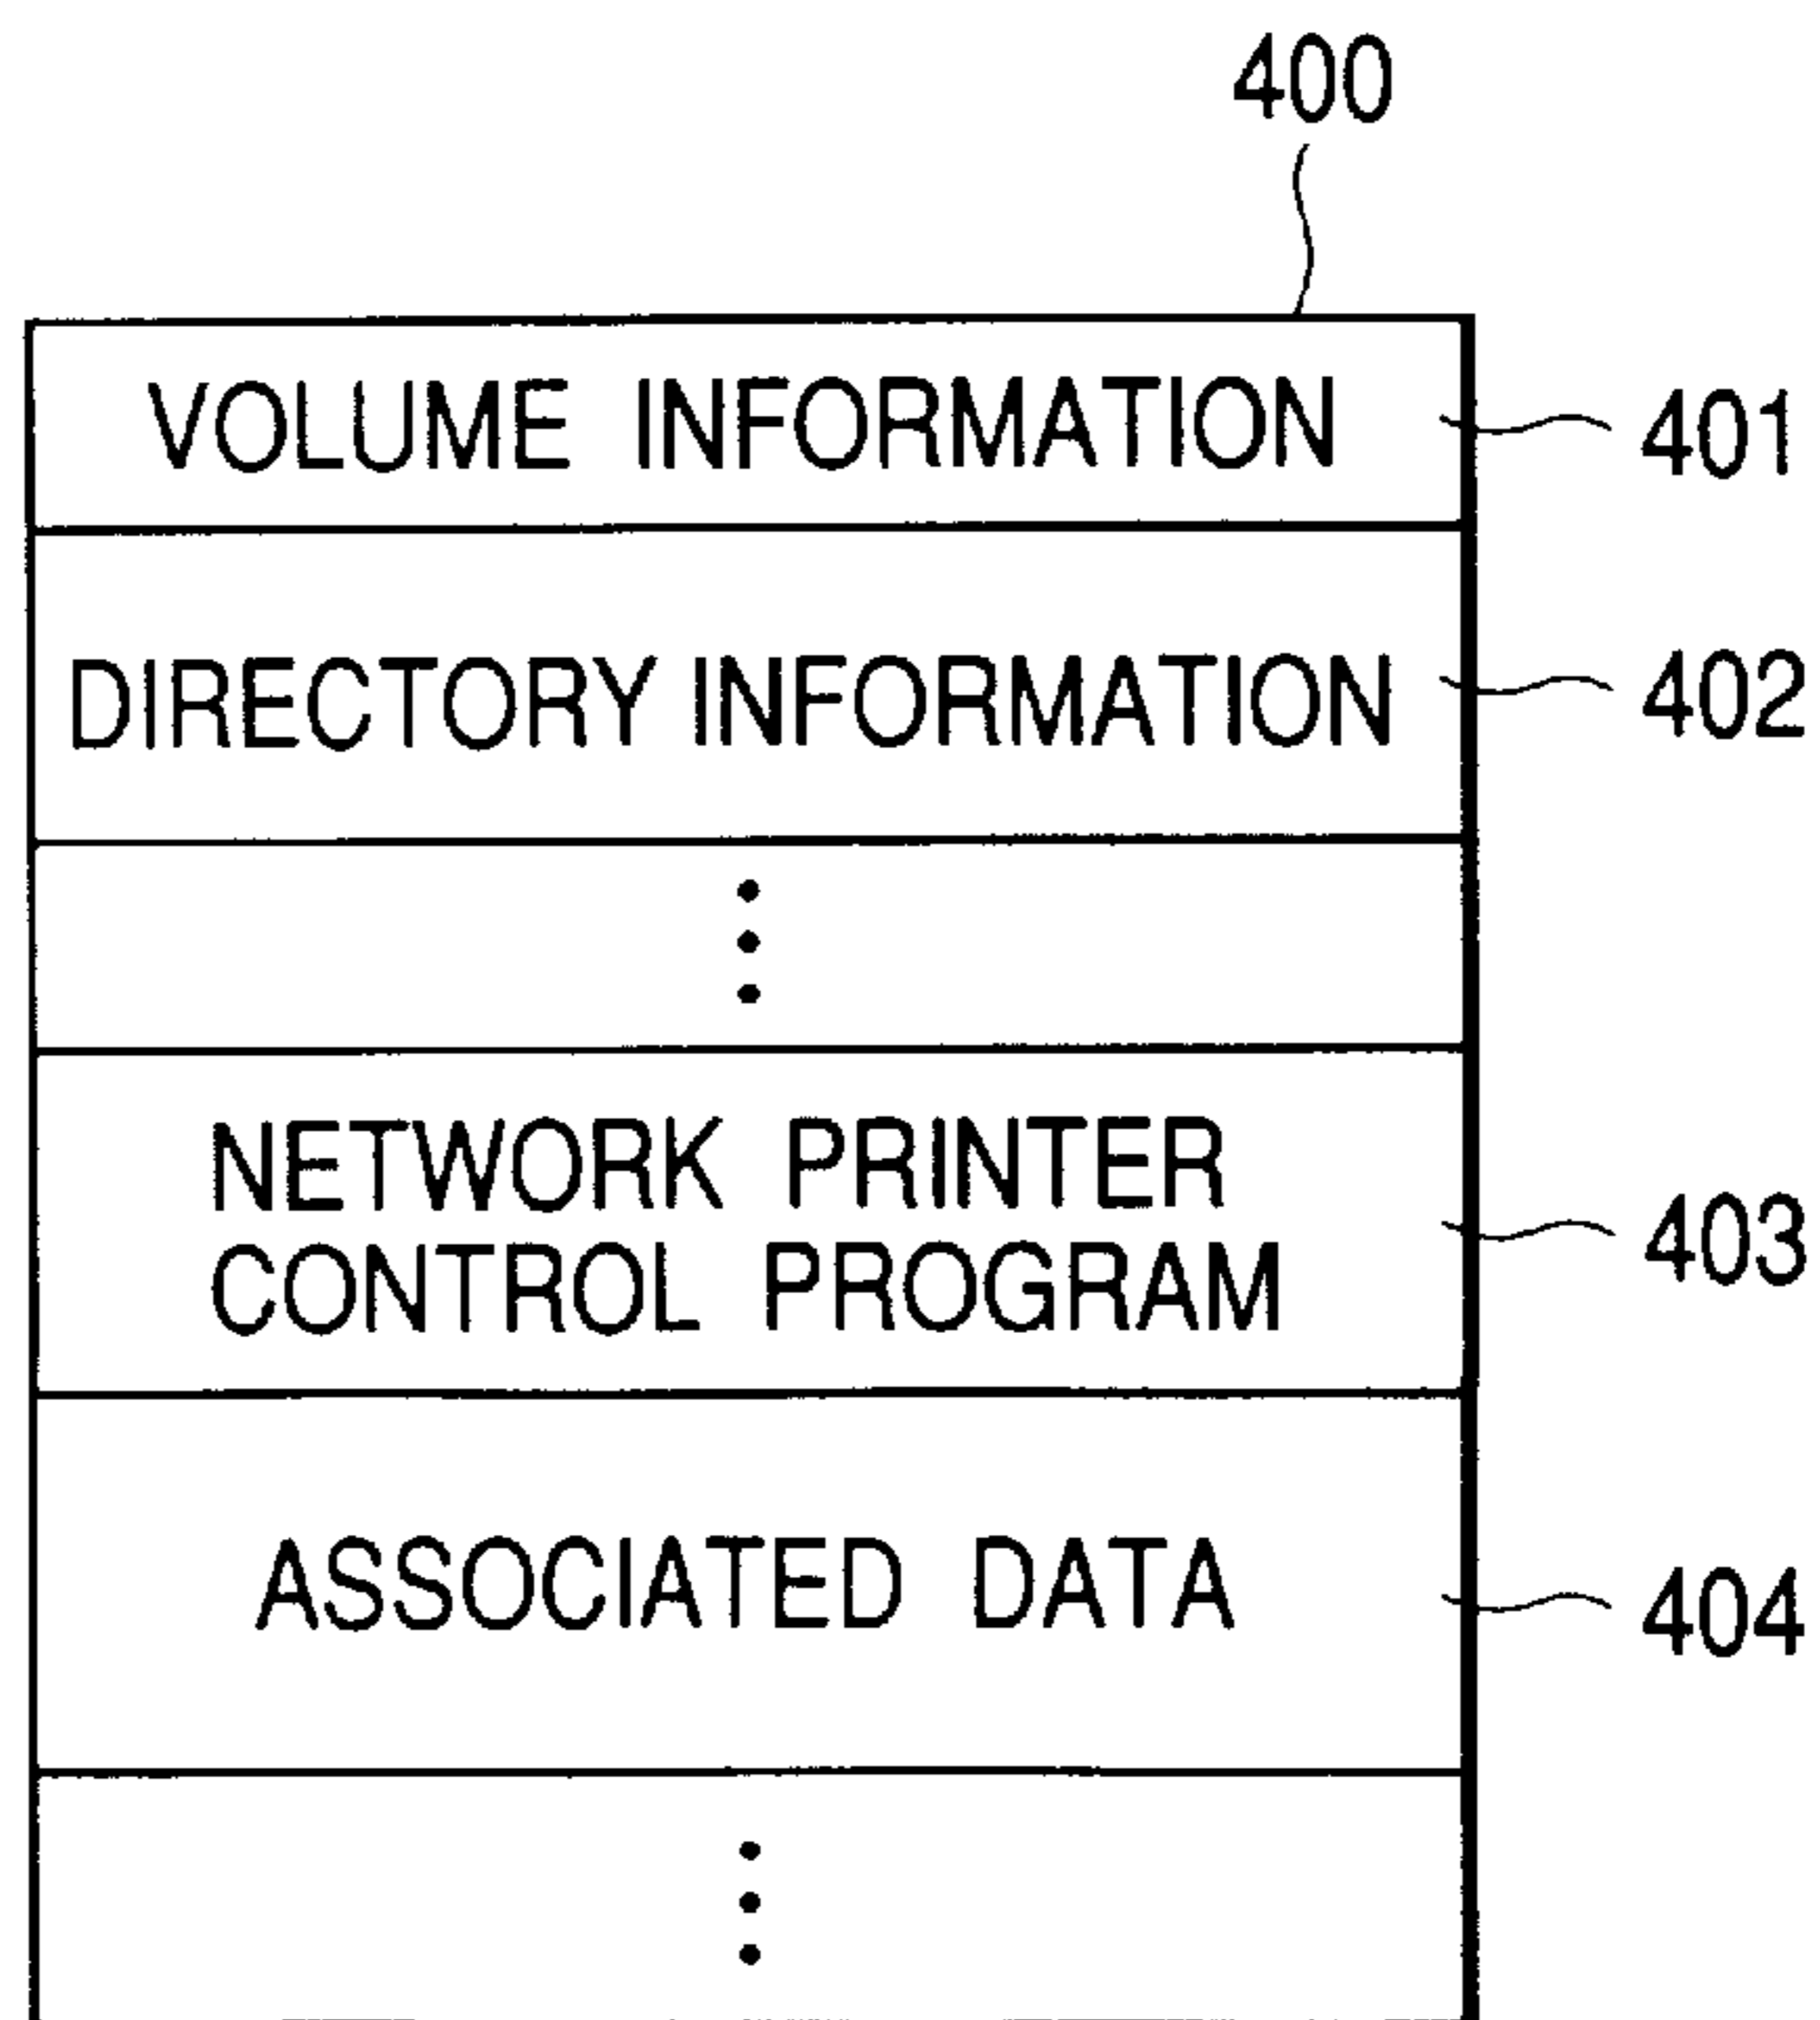 400
VOLUME INFORMATION 401
DIRECTORY INFORMATION 402
NETWORK PRINTER
CONTROL PROGRAM
403
ASSOCIATED DATA 404